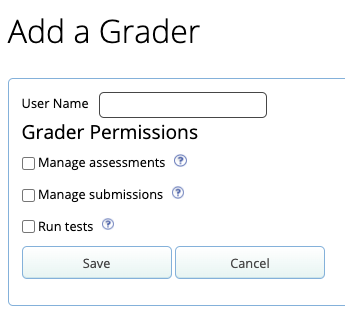 Add a Grader
User Name
Grader Permissions
Manage assessments ?
Manage submissions ?
Run tests ?
Save Cancel